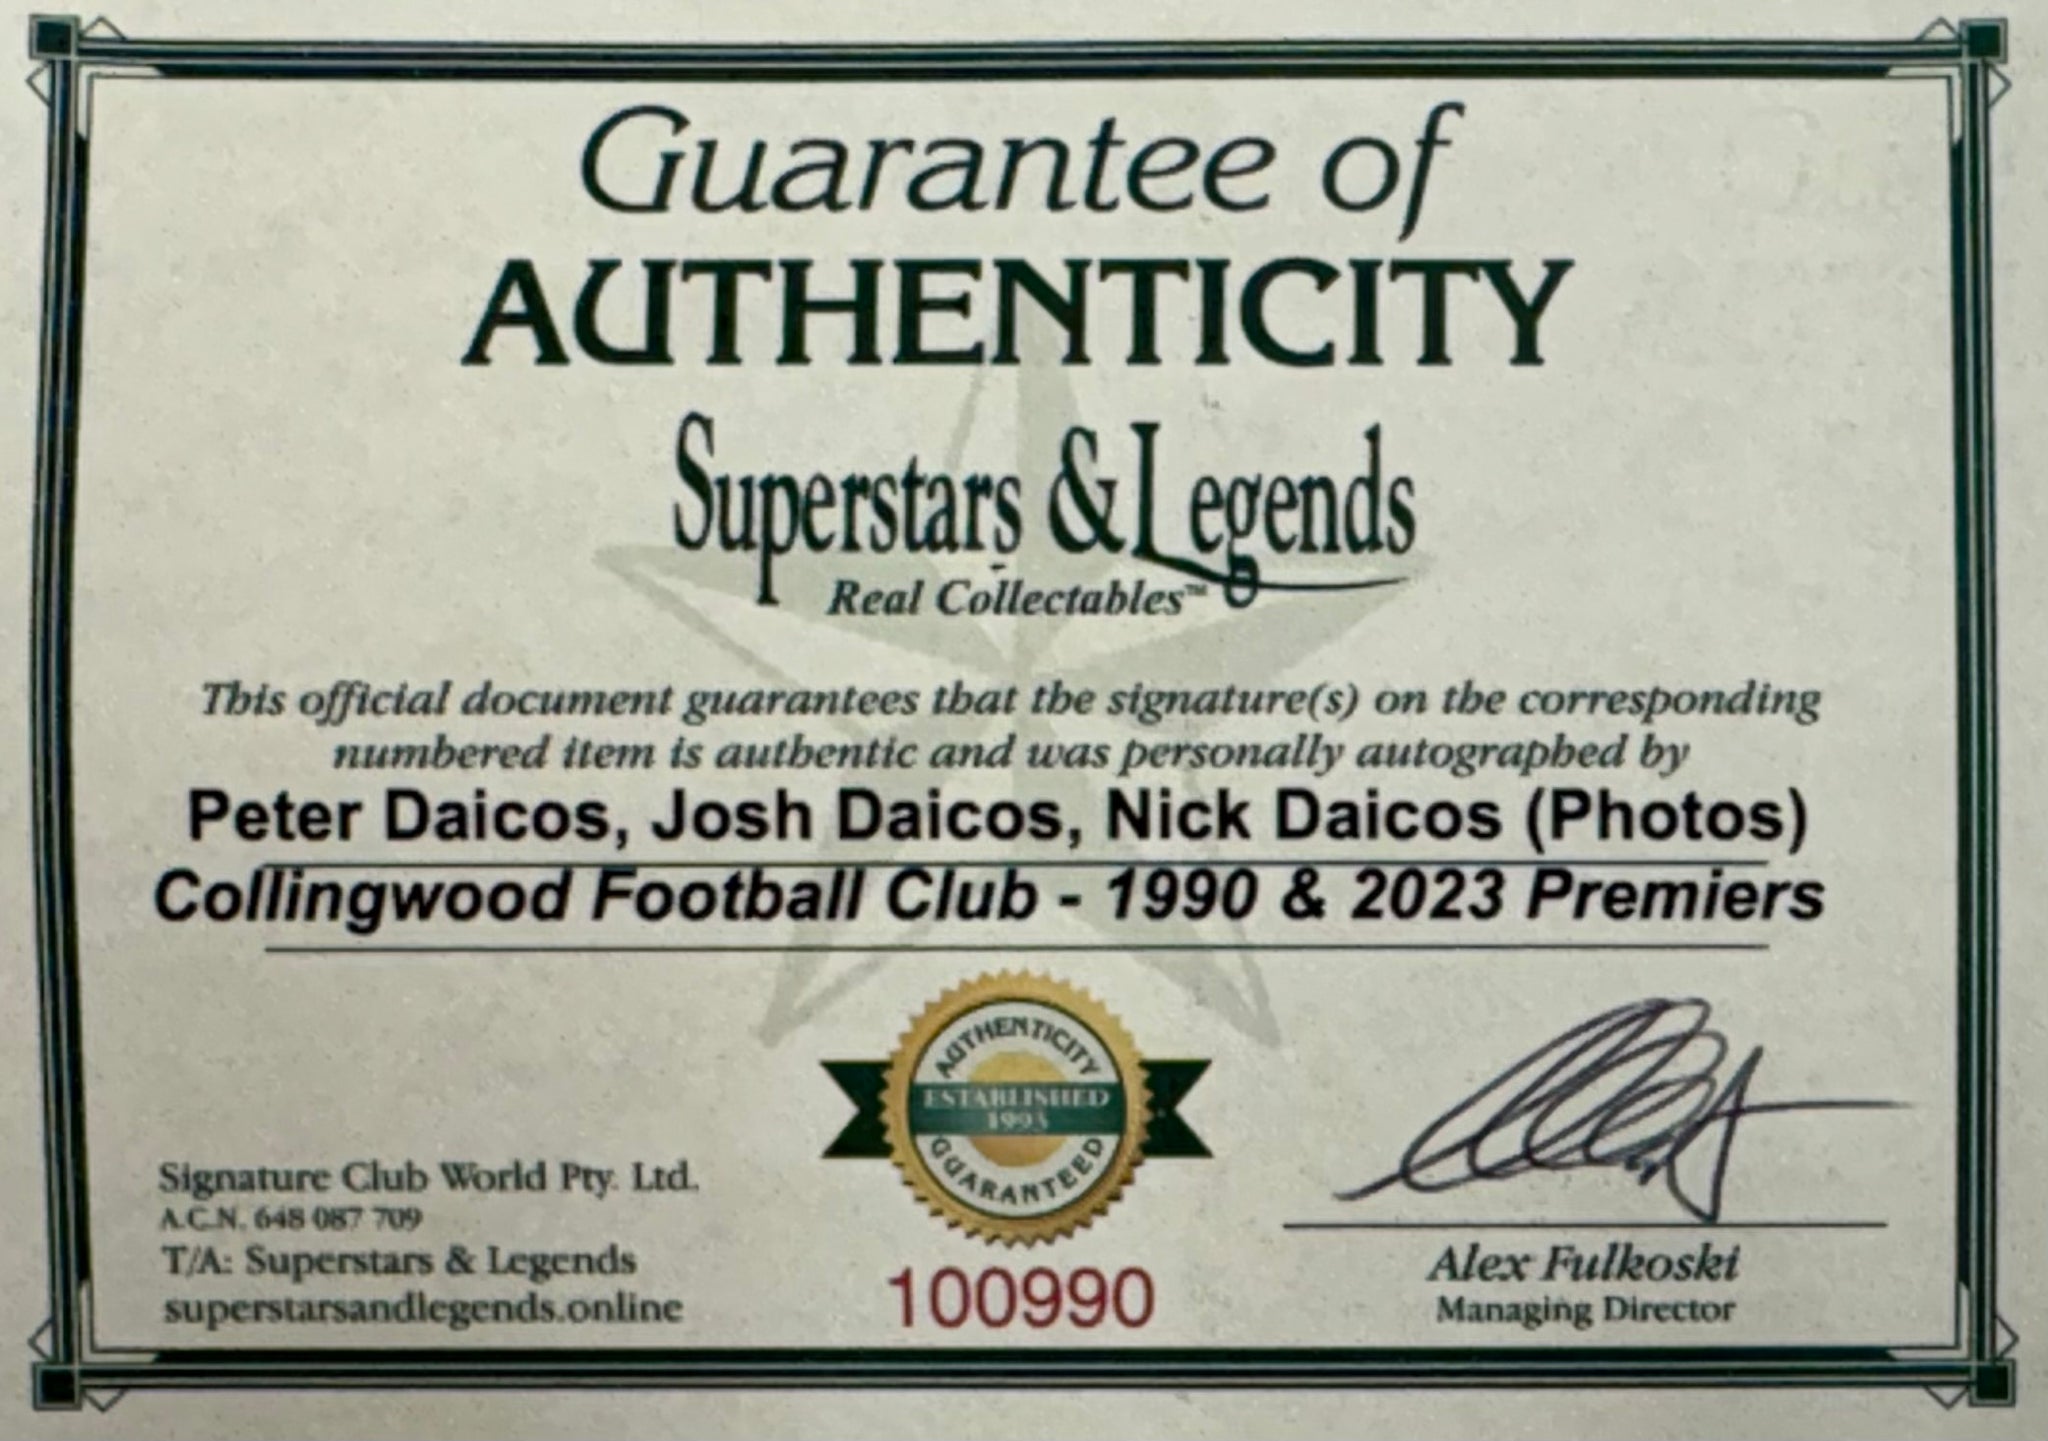 Guarantee of
AUTHENTICITY
Superstars & Legends
Real Collectables™
This official document guarantees that the signature(s) on the corresponding
numbered item is authentic and was personally autographed by
Peter Daicos, Josh Daicos, Nick Daicos (Photos)
Collingwood Football Club - 1990 & 2023 Premiers
AUTHENTICITY
ESTABLISHED
1993
GUARANTEED
100990
Signature Club World Pty. Ltd.
A.C.N. 648 087 709
T/A: Superstars & Legends
superstarsandlegends.online
Alex Fulkoski
Managing Director